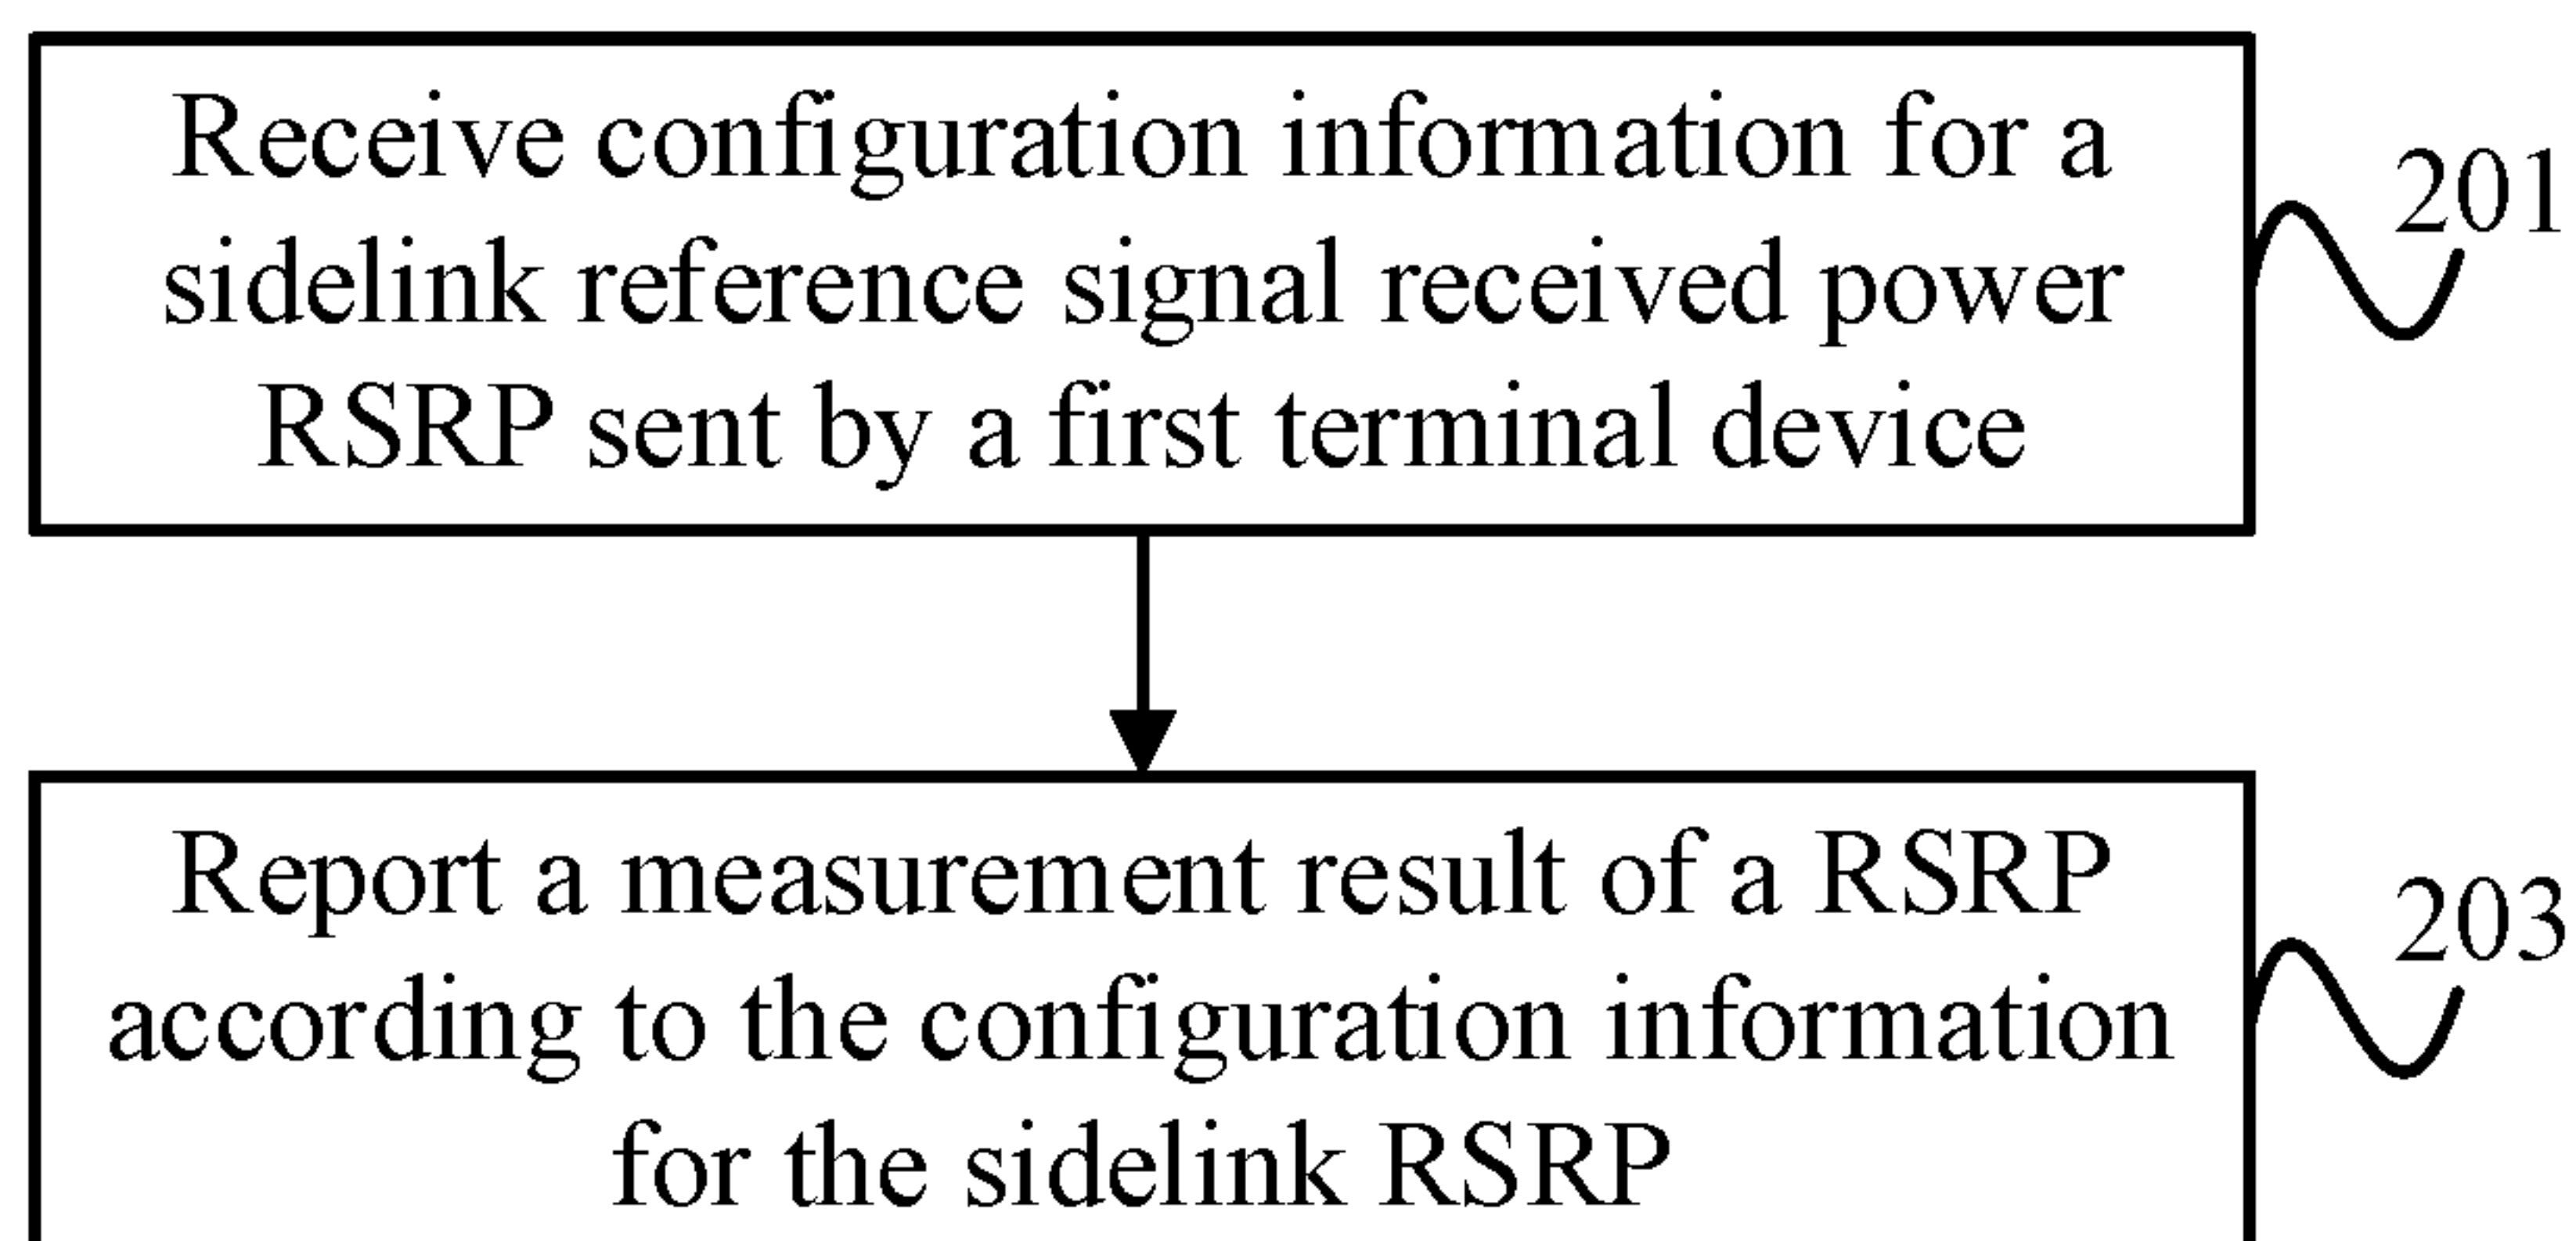 Receive configuration information for a
sidelink reference signal received power
RSRP sent by a first terminal device
201
Report a measurement result of a RSRP
according to the configuration information
for the sidelink RSRP
203